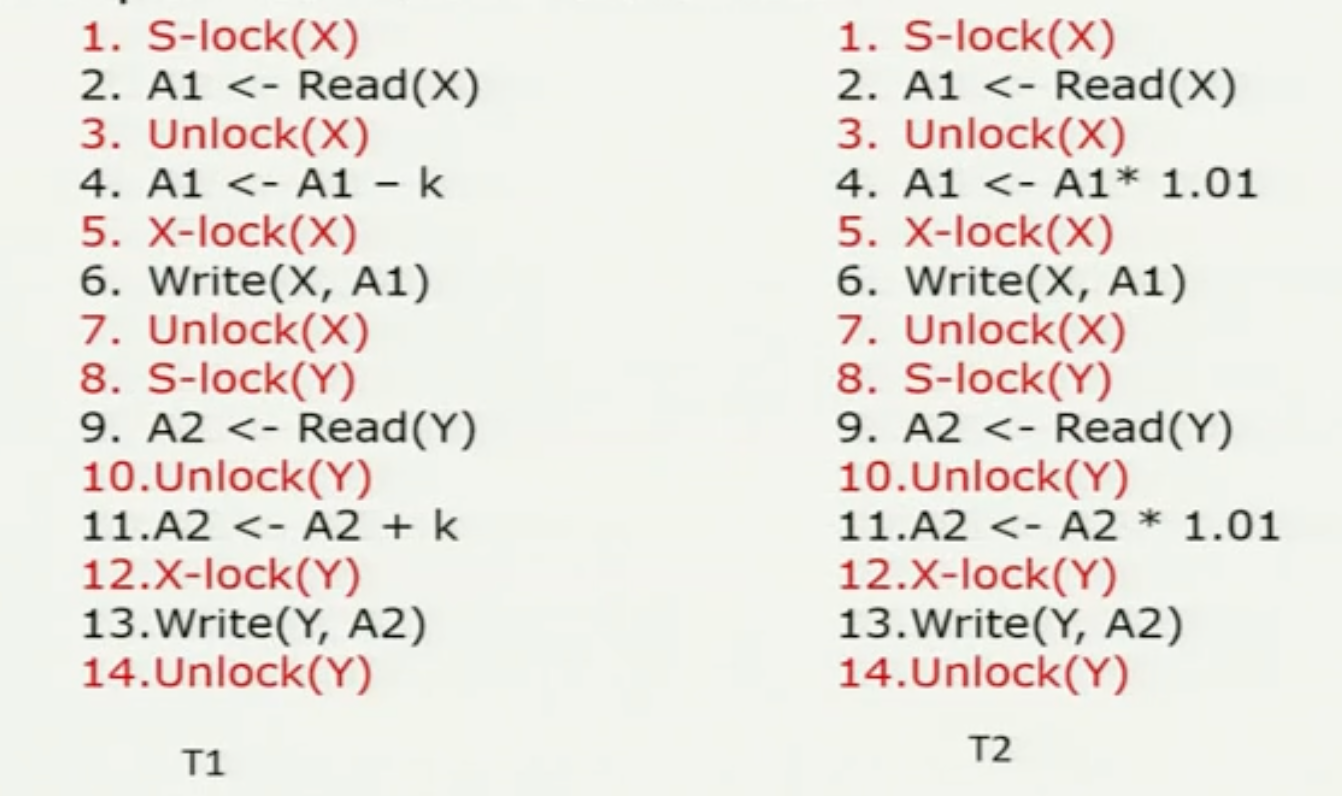 1. S-lock(X)
2. A1 <- Read(X)
3. Unlock(X)
4. A1 <- A1 – k
5. X-lock(X)
6. Write(X, A1)
7. Unlock(X)
8. S-lock(Y)
9. A2 <- Read(Y)
10.Unlock(Y)
11.A2 <- A2 + k
12.X-lock(Y)
13.Write(Y, A2)
14.Unlock(Y)
T1
1. S-lock(X)
2. A1 <- Read(X)
3. Unlock(X)
4. A1 <- A1* 1.01
5. X-lock(X)
6. Write(X, A1)
7. Unlock(X)
8. S-lock(Y)
9. A2 <- Read(Y)
10.Unlock(Y)
11.A2 <- A2 * 1.01
12.X-lock(Y)
13.Write(Y, A2)
14.Unlock(Y)
T2